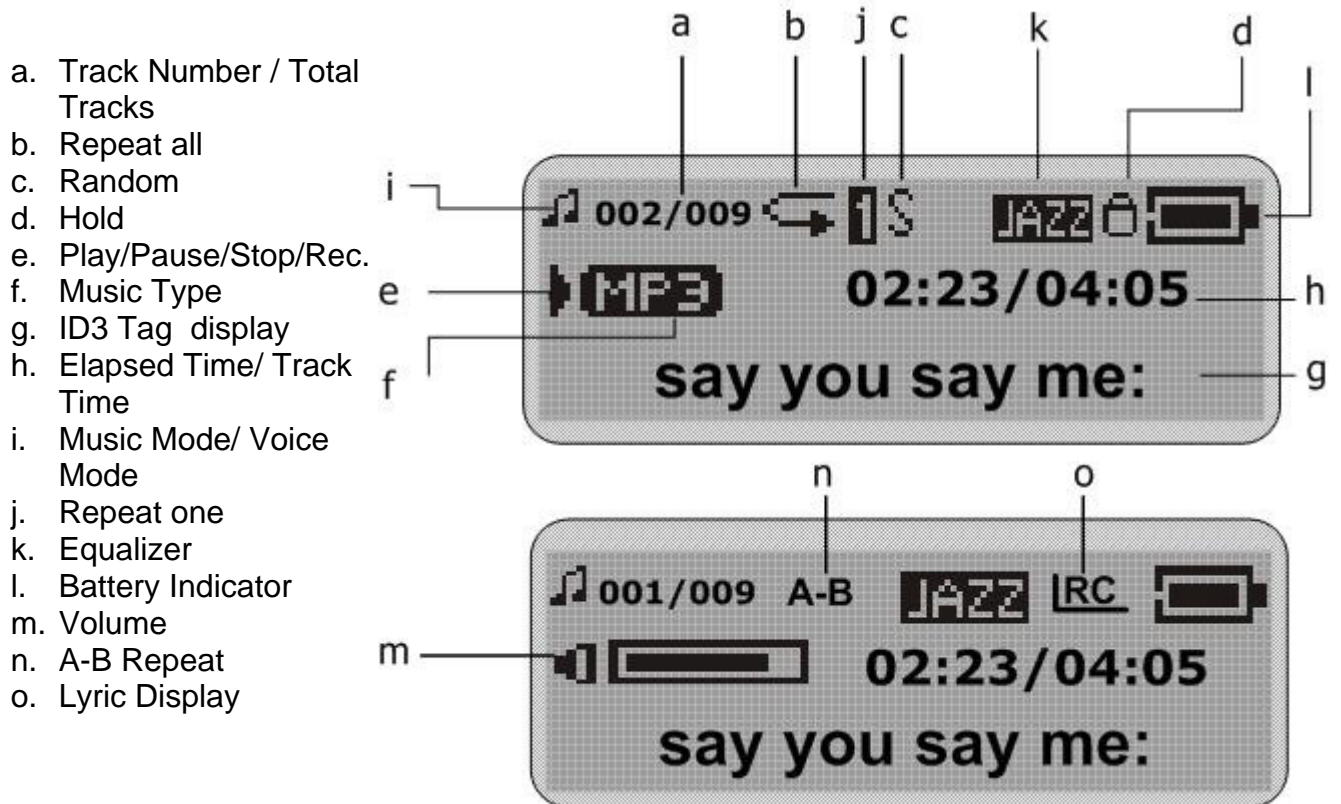 a b j c k d
l
a. Track Number / Total
Tracks
b. Repeat all
c. Random
d. Hold
e. Play/Pause/Stop/Rec.
f. Music Type
g. ID3 Tag display
h. Elapsed Time/ Track
Time
i. Music Mode/ Voice
Mode
j. Repeat one
k. Equalizer
l. Battery Indicator
m. Volume
n. A-B Repeat
o. Lyric Display
i
002/009 1 S JAZZ
e
MP3 02:23/04:05
h
f
say you say me:
g
n o
001/009 A-B JAZZ LRC
m
02:23/04:05
say you say me: